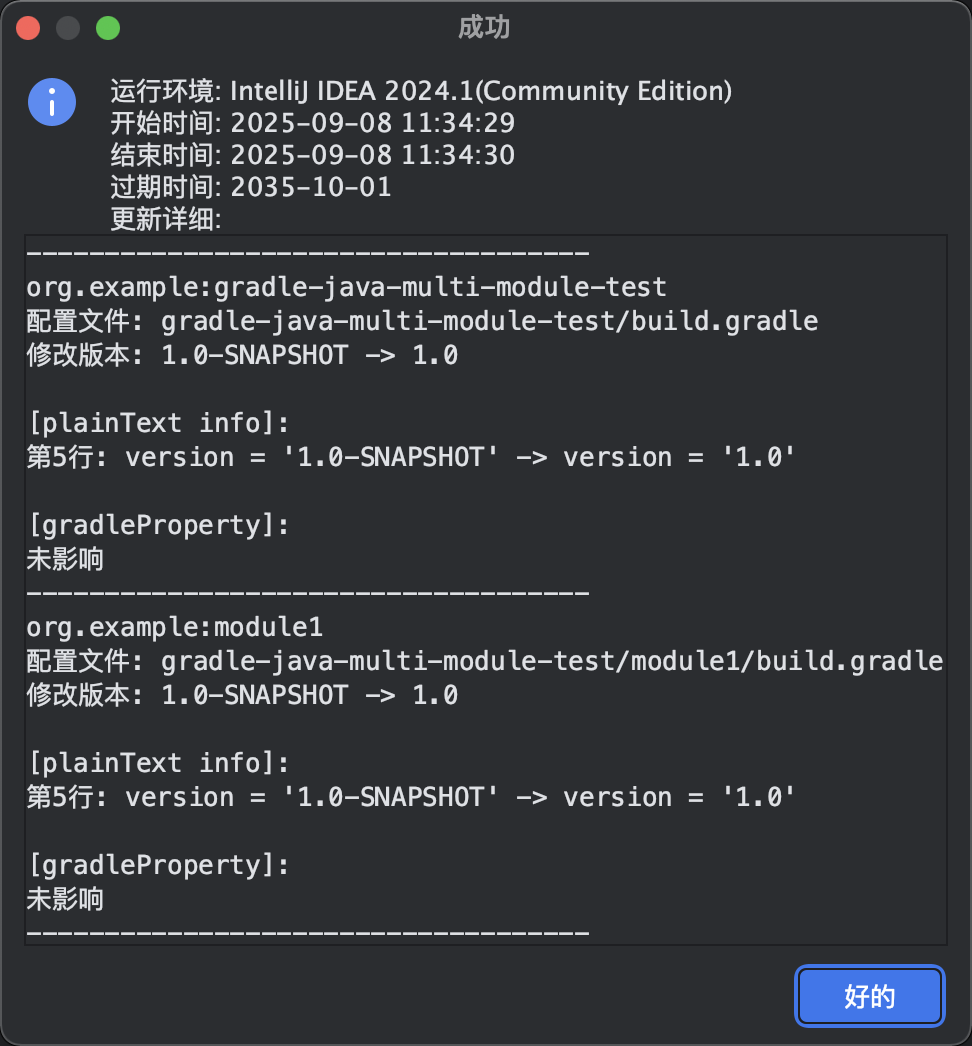 成功
运行环境: IntelliJ IDEA 2024.1(Community Edition)
开始时间: 2025-09-08 11:34:29
结束时间: 2025-09-08 11:34:30
过期时间: 2035-10-01
更新详细:
------------------------------------
org.example:gradle-java-multi-module-test
配置文件: gradle-java-multi-module-test/build.gradle
修改版本: 1.0-SNAPSHOT -> 1.0

[plainText info]:
第5行: version = '1.0-SNAPSHOT' -> version = '1.0'

[gradleProperty]:
未影响
------------------------------------
org.example:module1
配置文件: gradle-java-multi-module-test/module1/build.gradle
修改版本: 1.0-SNAPSHOT -> 1.0

[plainText info]:
第5行: version = '1.0-SNAPSHOT' -> version = '1.0'

[gradleProperty]:
未影响
------------------------------------
好的